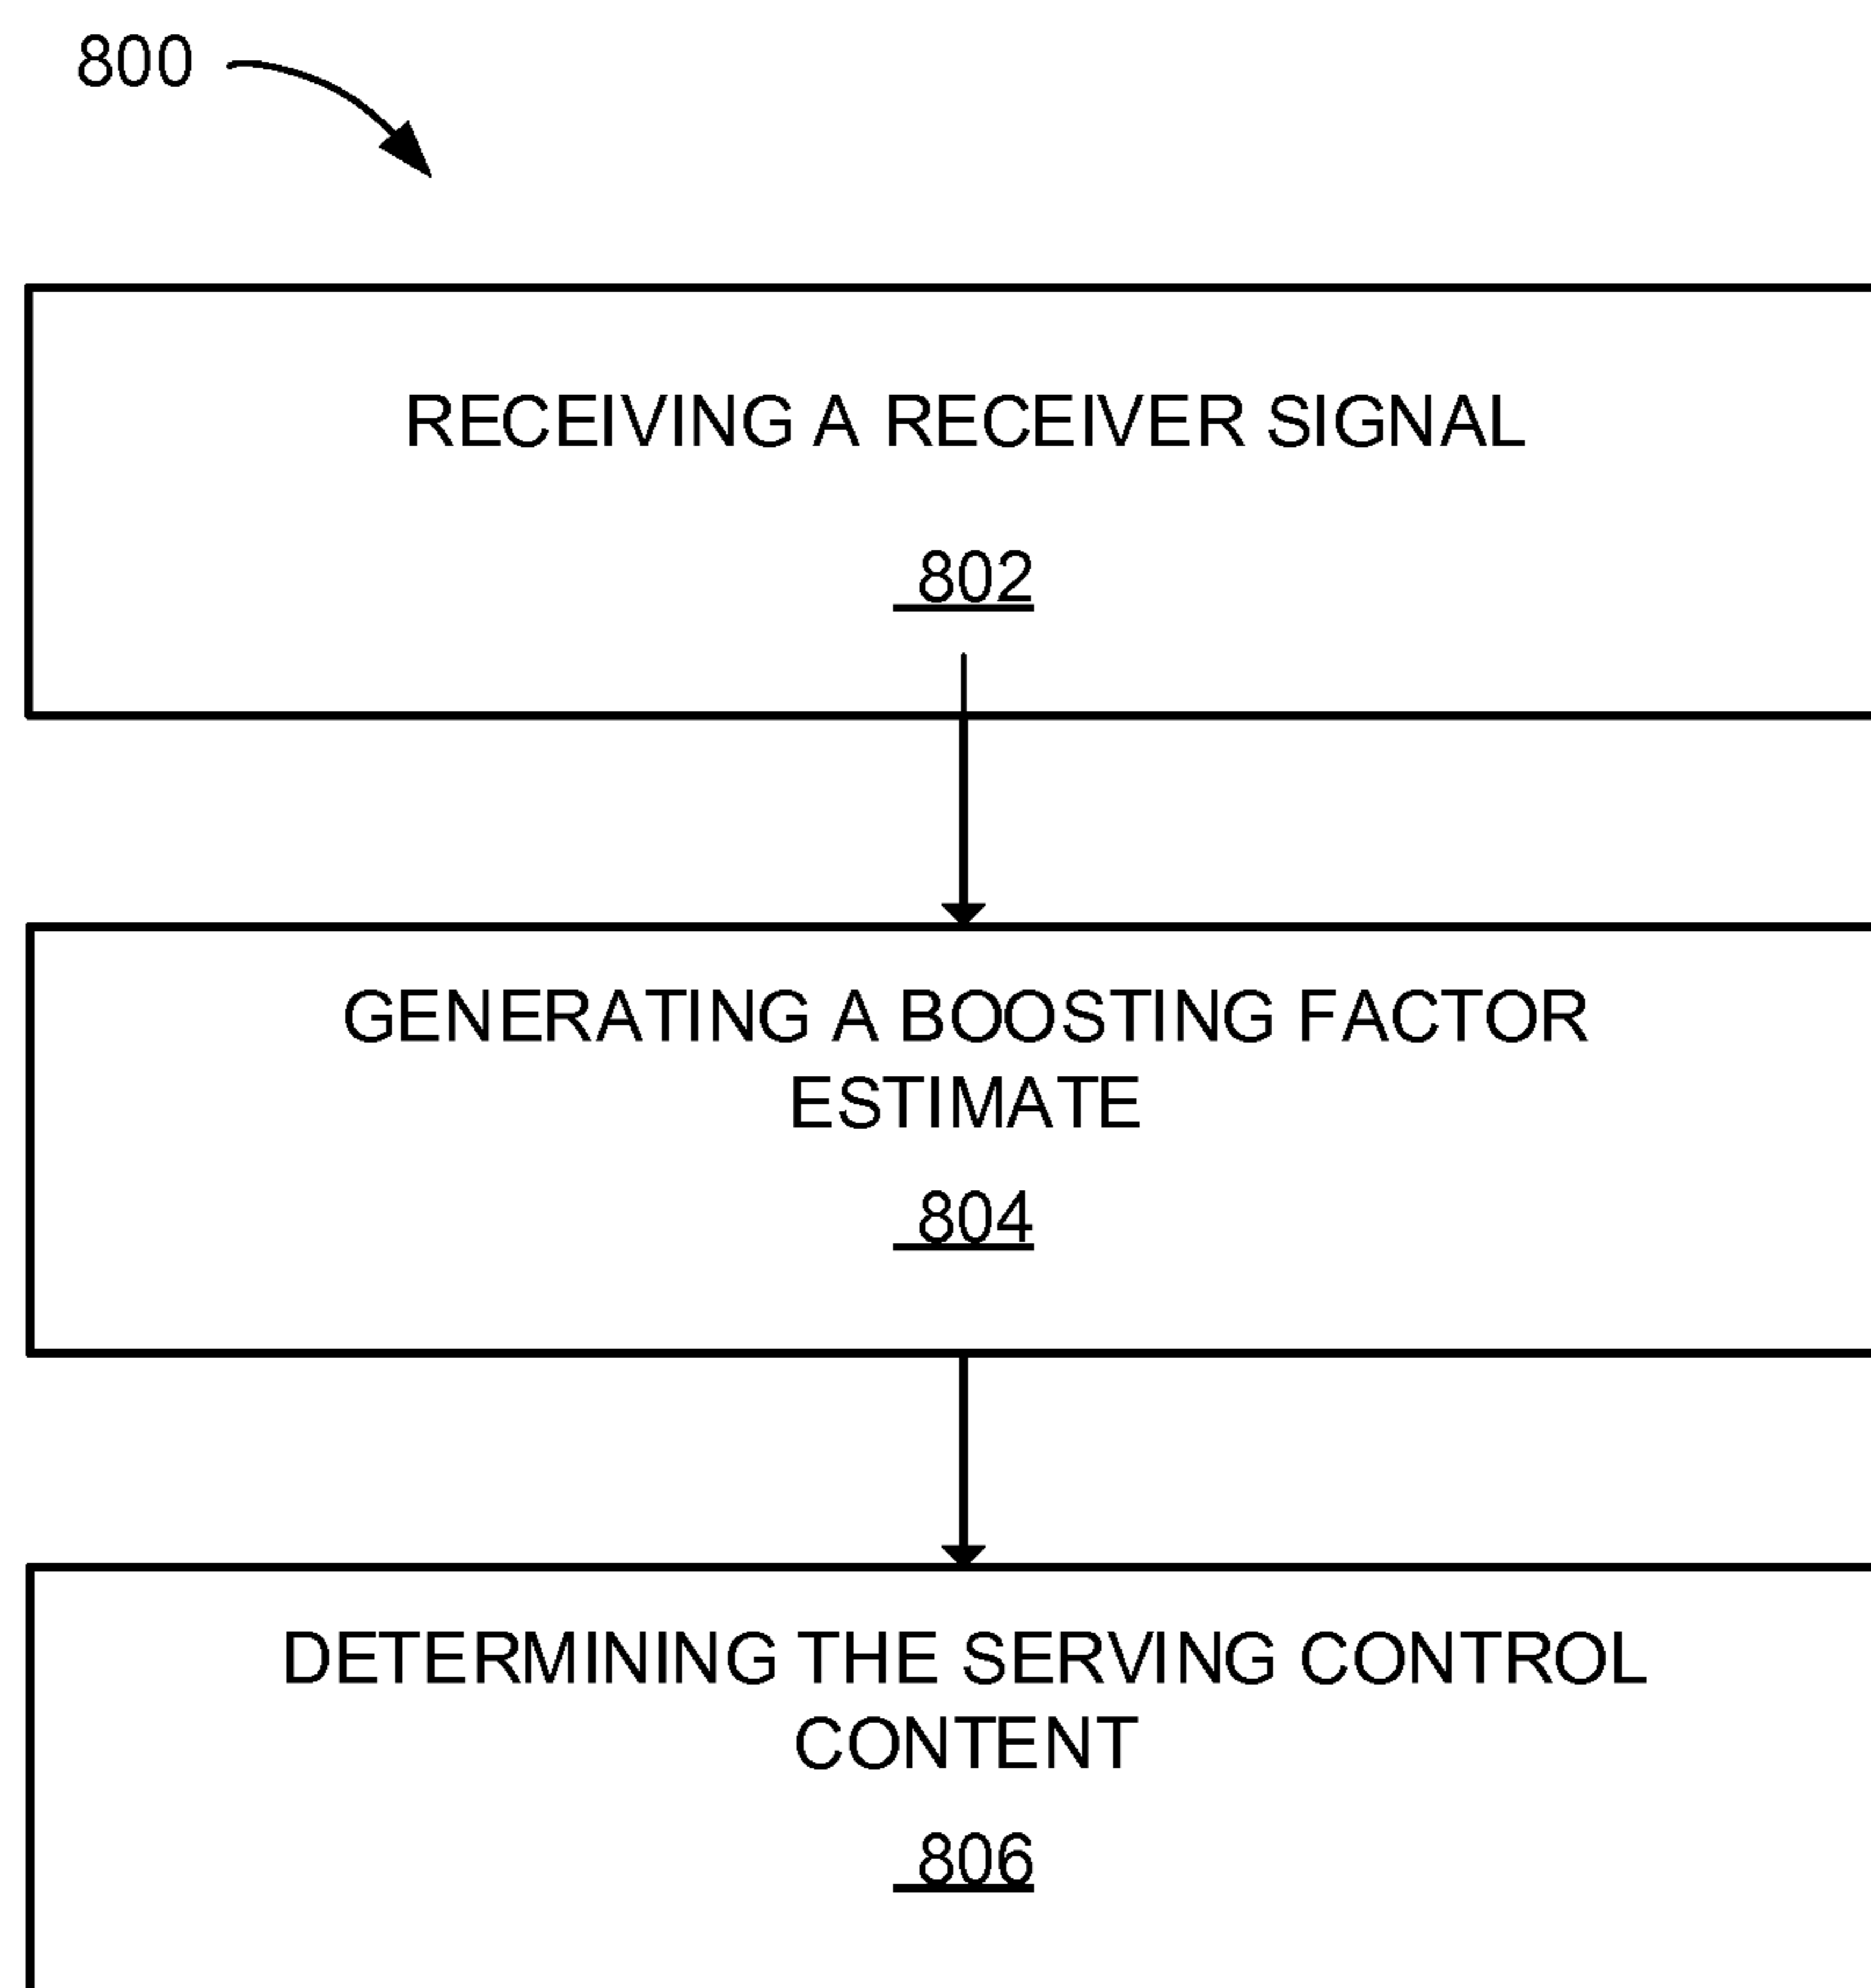 800
RECEIVING A RECEIVER SIGNAL
802
GENERATING A BOOSTING FACTOR
ESTIMATE
804
DETERMINING THE SERVING CONTROL
CONTENT
806